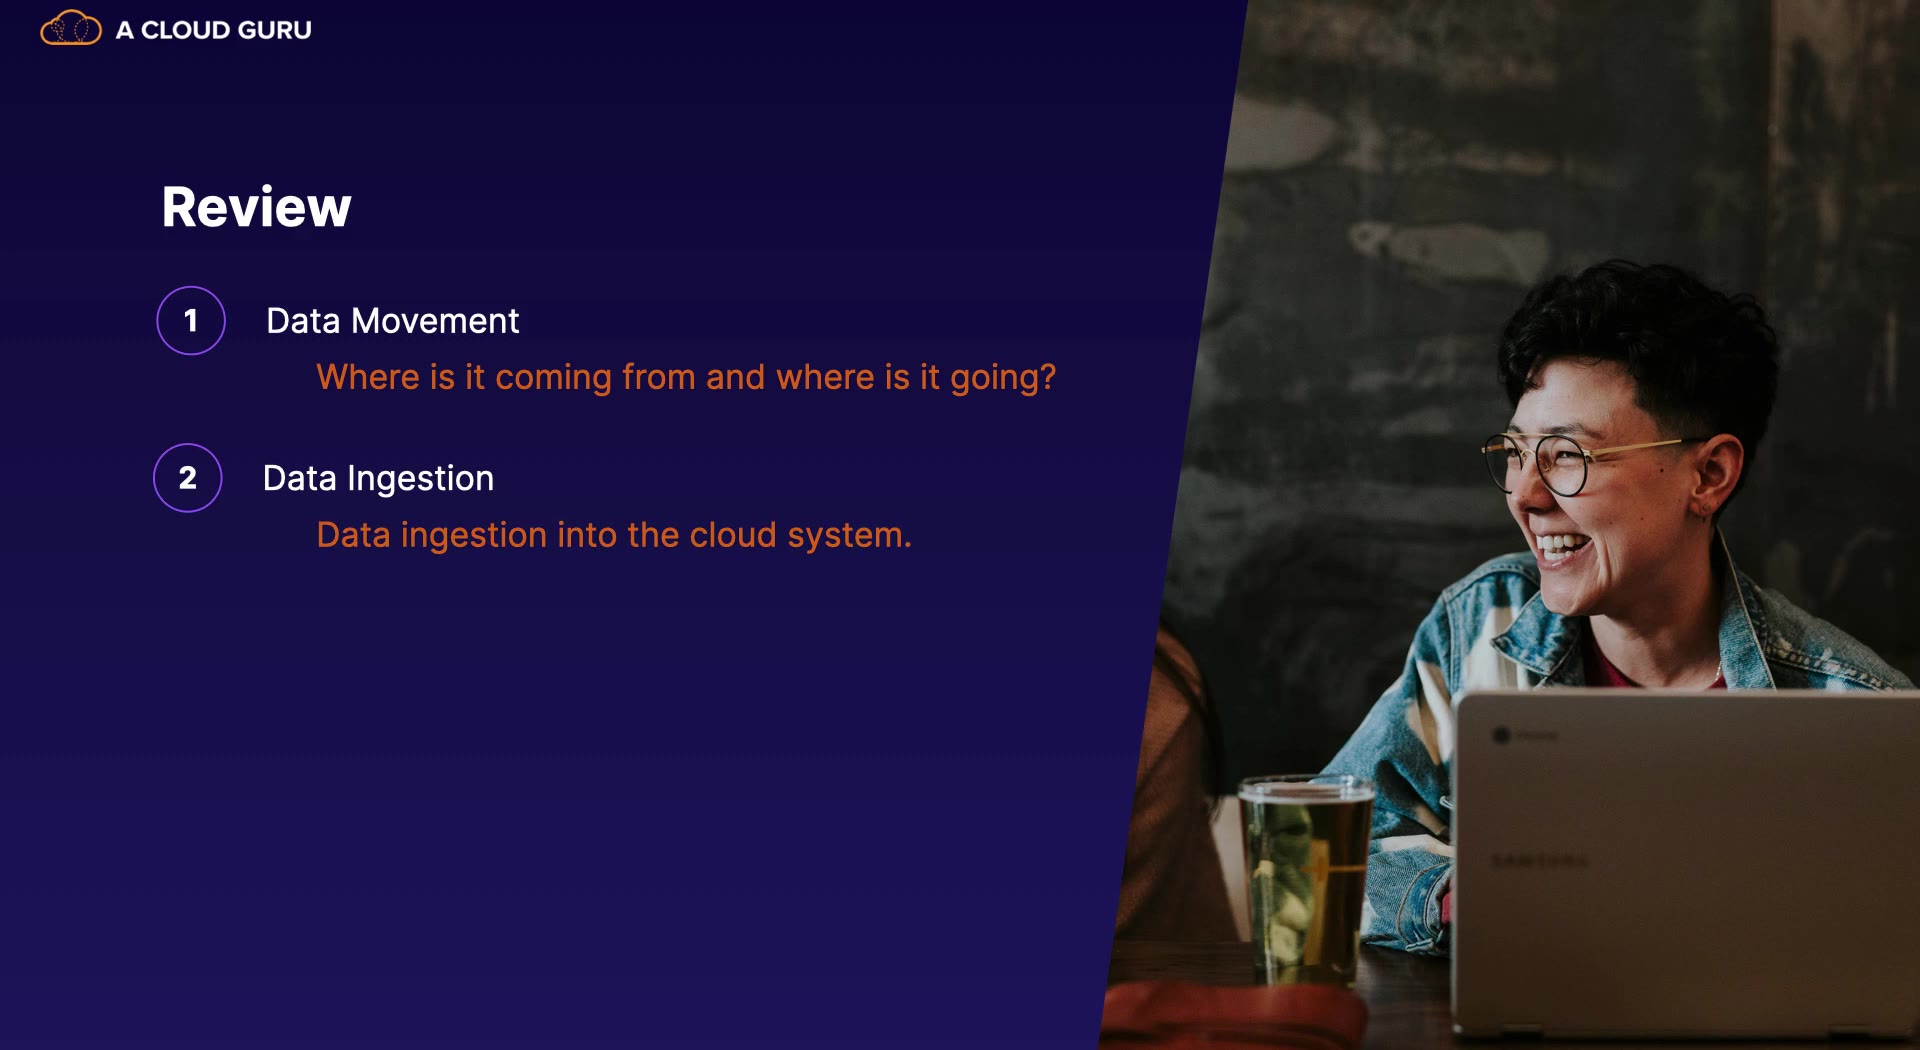 A CLOUD GURU
Review
1 Data Movement
Where is it coming from and where is it going?
2 Data Ingestion
Data ingestion into the cloud system.
SAMSUNG